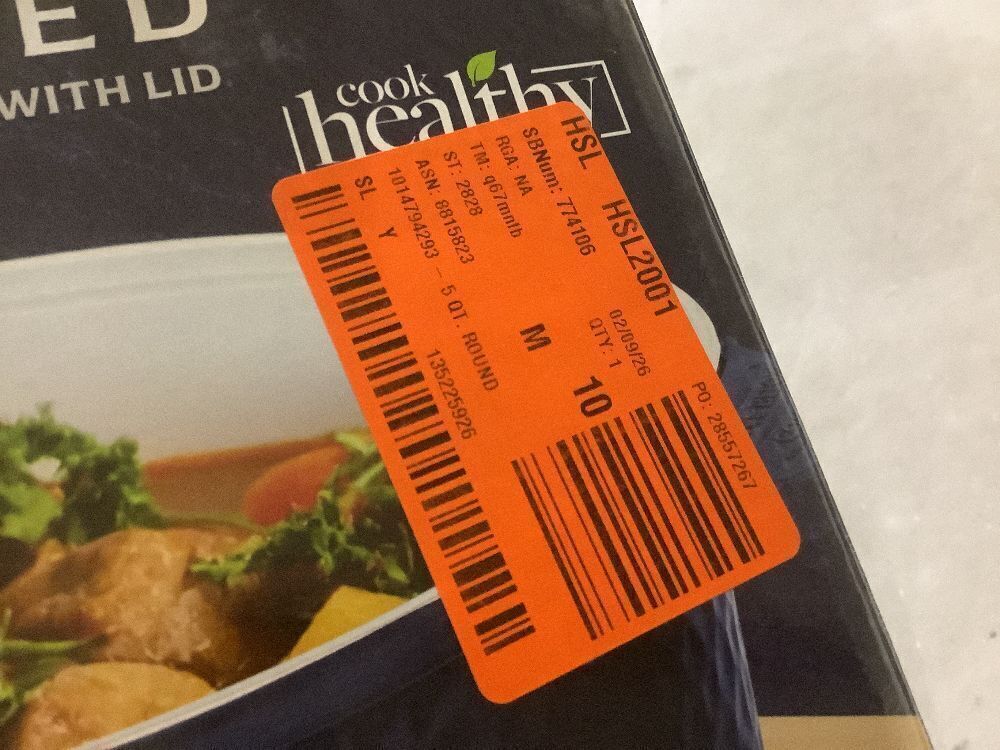 ED
WITH LID
cook
healthy
HSL HSL2001
SBNum: 774106 02/09/26 PO: 28557267
RGA: NA QTY: 1
TM: q67mnlb
ST: 2828 M 10
ASN: 8815823
1014794293 - 5 QT. ROUND
SL Y 135225926